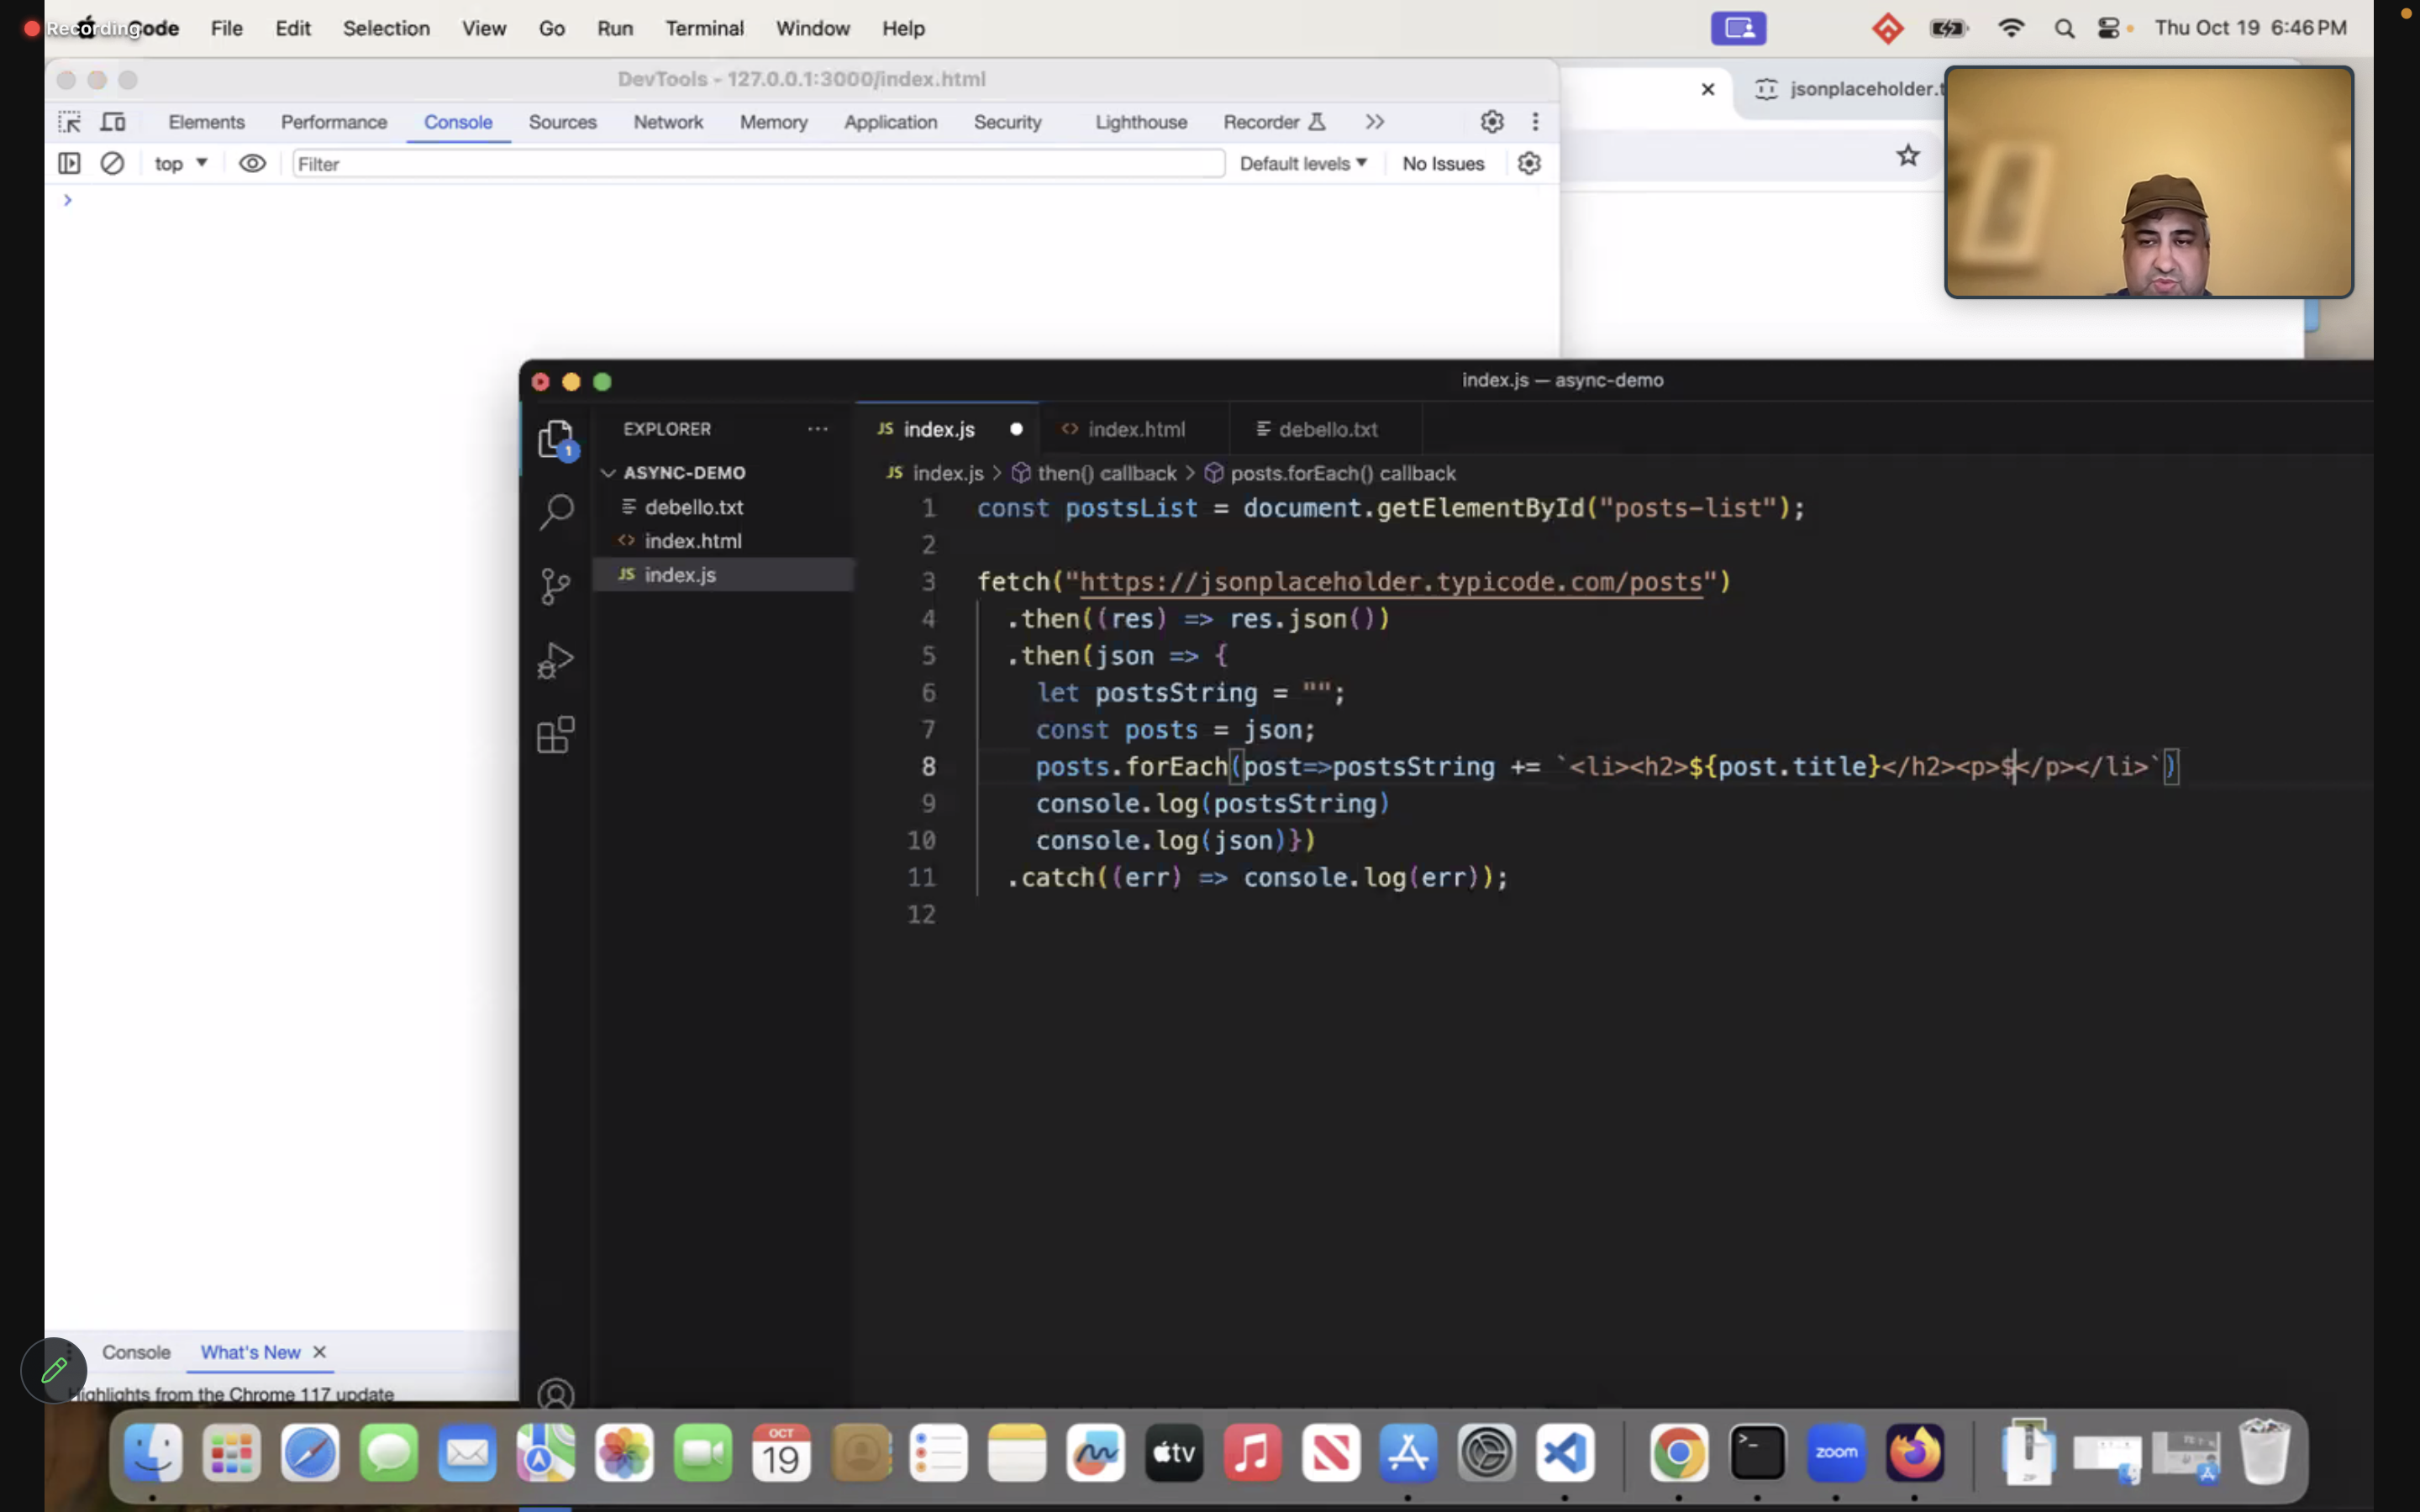 Recording
Code File Edit Selection View Go Run Terminal Window Help
Thu Oct 19 6:46 PM
DevTools - 127.0.0.1:3000/index.html
jsonplaceholder.t
Elements Performance Console Sources Network Memory Application Security Lighthouse Recorder
top Filter Default levels No Issues
index.js — async-demo
EXPLORER
ASYNC-DEMO
debello.txt
index.html
JS index.js
1
JS index.js
index.html
debello.txt
JS index.js > then() callback > posts.forEach() callback
1 const postsList = document.getElementById("posts-list");
2
3 fetch("https://jsonplaceholder.typicode.com/posts")
4 .then((res) => res.json())
5 .then(json => {
6 let postsString = "";
7 const posts = json;
8 posts.forEach(post=>postsString += `<li><h2>${post.title}</h2><p>$</p></li>`)
9 console.log(postsString)
10 console.log(json)})
11 .catch((err) => console.log(err));
12
Console What's New
Highlights from the Chrome 117 update
OCT
19
tv
zoom
ZIP